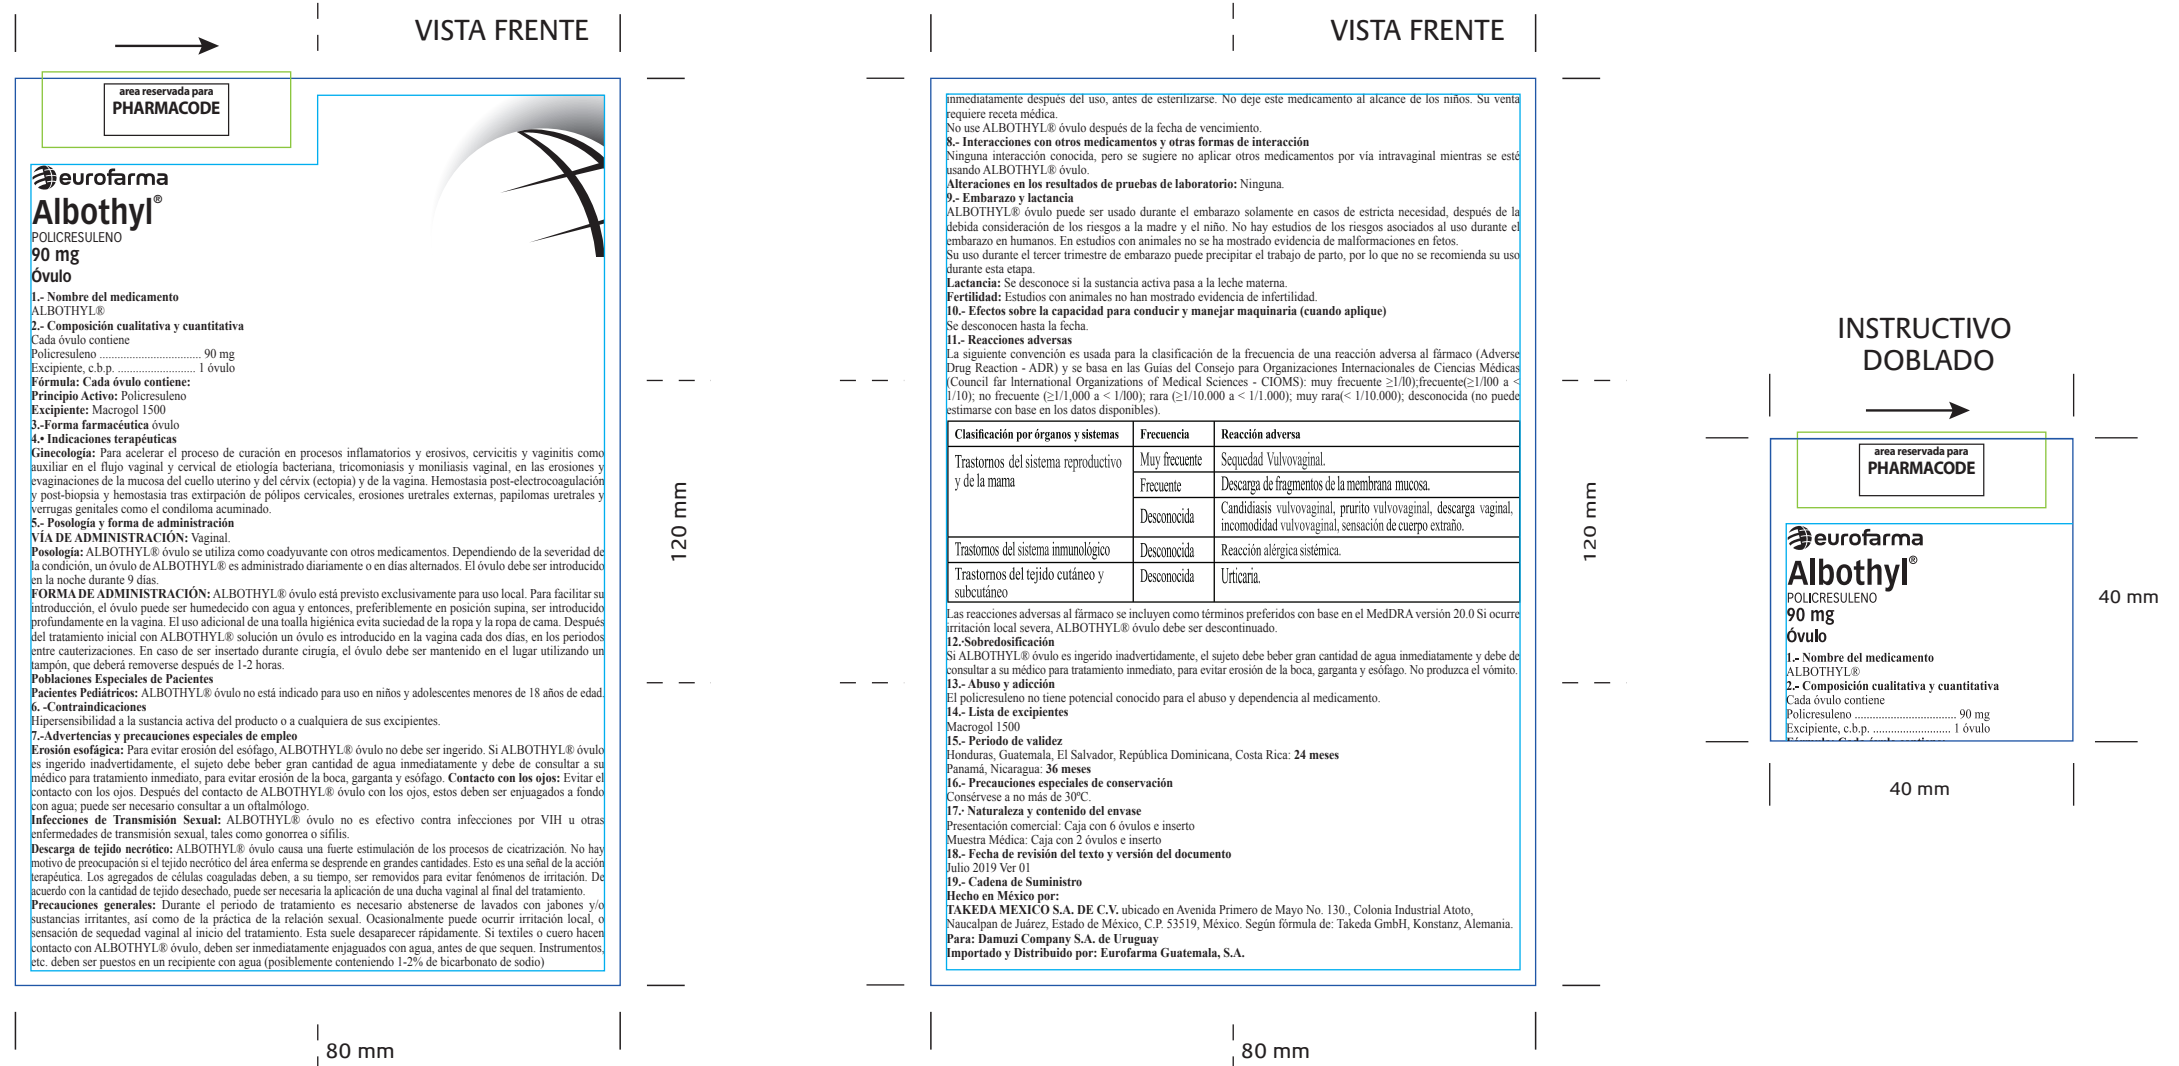 VISTA FRENTE
area reservada para
PHARMACODE
eurofarma
Albothyl®
POLICRESULENO
90 mg
Óvulo
1.- Nombre del medicamento
ALBOTHYL®
2.- Composición cualitativa y cuantitativa
Cada óvulo contiene
Policresuleno .................................. 90 mg
Excipiente, c.b.p. .......................... 1 óvulo
Fórmula: Cada óvulo contiene:
Principio Activo: Policresuleno
Excipiente: Macrogol 1500
3.-Forma farmacéutica óvulo
4.• Indicaciones terapéuticas
Ginecología: Para acelerar el proceso de curación en procesos inflamatorios y erosivos, cervicitis y vaginitis como
auxiliar en el flujo vaginal y cervical de etiología bacteriana, tricomoniasis y moniliasis vaginal, en las erosiones y
evaginaciones de la mucosa del cuello uterino y del cérvix (ectopia) y de la vagina. Hemostasia post-electrocoagulación
y post-biopsia y hemostasia tras extirpación de pólipos cervicales, erosiones uretrales externas, papilomas uretrales y
verrugas genitales como el condiloma acuminado.
5.- Posología y forma de administración
VÍA DE ADMINISTRACIÓN: Vaginal.
Posología: ALBOTHYL® óvulo se utiliza como coadyuvante con otros medicamentos. Dependiendo de la severidad de
la condición, un óvulo de ALBOTHYL® es administrado diariamente o en días alternados. El óvulo debe ser introducido
en la noche durante 9 días.
FORMA DE ADMINISTRACIÓN: ALBOTHYL® óvulo está previsto exclusivamente para uso local. Para facilitar su
introducción, el óvulo puede ser humedecido con agua y entonces, preferiblemente en posición supina, ser introducido
profundamente en la vagina. El uso adicional de una toalla higiénica evita suciedad de la ropa y la ropa de cama. Después
del tratamiento inicial con ALBOTHYL® solución un óvulo es introducido en la vagina cada dos días, en los periodos
entre cauterizaciones. En caso de ser insertado durante cirugía, el óvulo debe ser mantenido en el lugar utilizando un
tampón, que deberá removerse después de 1-2 horas.
Poblaciones Especiales de Pacientes
Pacientes Pediátricos: ALBOTHYL® óvulo no está indicado para uso en niños y adolescentes menores de 18 años de edad.
6. -Contraindicaciones
Hipersensibilidad a la sustancia activa del producto o a cualquiera de sus excipientes.
7.-Advertencias y precauciones especiales de empleo
Erosión esofágica: Para evitar erosión del esófago, ALBOTHYL® óvulo no debe ser ingerido. Si ALBOTHYL® óvulo
es ingerido inadvertidamente, el sujeto debe beber gran cantidad de agua inmediatamente y debe de consultar a su
médico para tratamiento inmediato, para evitar erosión de la boca, garganta y esófago. Contacto con los ojos: Evitar el
contacto con los ojos. Después del contacto de ALBOTHYL® óvulo con los ojos, estos deben ser enjuagados a fondo
con agua; puede ser necesario consultar a un oftalmólogo.
Infecciones de Transmisión Sexual: ALBOTHYL® óvulo no es efectivo contra infecciones por VIH u otras
enfermedades de transmisión sexual, tales como gonorrea o sífilis.
Descarga de tejido necrótico: ALBOTHYL® óvulo causa una fuerte estimulación de los procesos de cicatrización. No hay
motivo de preocupación si el tejido necrótico del área enferma se desprende en grandes cantidades. Esto es una señal de la acción
terapéutica. Los agregados de células coaguladas deben, a su tiempo, ser removidos para evitar fenómenos de irritación. De
acuerdo con la cantidad de tejido desechado, puede ser necesaria la aplicación de una ducha vaginal al final del tratamiento.
Precauciones generales: Durante el periodo de tratamiento es necesario abstenerse de lavados con jabones y/o
sustancias irritantes, así como de la práctica de la relación sexual. Ocasionalmente puede ocurrir irritación local, o
sensación de sequedad vaginal al inicio del tratamiento. Esta suele desaparecer rápidamente. Si textiles o cuero hacen
contacto con ALBOTHYL® óvulo, deben ser inmediatamente enjaguados con agua, antes de que sequen. Instrumentos,
etc. deben ser puestos en un recipiente con agua (posiblemente conteniendo 1-2% de bicarbonato de sodio)
120 mm
80 mm
VISTA FRENTE
inmediatamente después del uso, antes de esterilizarse. No deje este medicamento al alcance de los niños. Su venta
requiere receta médica.
No use ALBOTHYL® óvulo después de la fecha de vencimiento.
8.- Interacciones con otros medicamentos y otras formas de interacción
Ninguna interacción conocida, pero se sugiere no aplicar otros medicamentos por vía intravaginal mientras se esté
usando ALBOTHYL® óvulo.
Alteraciones en los resultados de pruebas de laboratorio: Ninguna.
9.- Embarazo y lactancia
ALBOTHYL® óvulo puede ser usado durante el embarazo solamente en casos de estricta necesidad, después de la
debida consideración de los riesgos a la madre y el niño. No hay estudios de los riesgos asociados al uso durante el
embarazo en humanos. En estudios con animales no se ha mostrado evidencia de malformaciones en fetos.
Su uso durante el tercer trimestre de embarazo puede precipitar el trabajo de parto, por lo que no se recomienda su uso
durante esta etapa.
Lactancia: Se desconoce si la sustancia activa pasa a la leche materna.
Fertilidad: Estudios con animales no han mostrado evidencia de infertilidad.
10.- Efectos sobre la capacidad para conducir y manejar maquinaria (cuando aplique)
Se desconocen hasta la fecha.
11.- Reacciones adversas
La siguiente convención es usada para la clasificación de la frecuencia de una reacción adversa al fármaco (Adverse
Drug Reaction - ADR) y se basa en las Guías del Consejo para Organizaciones Internacionales de Ciencias Médicas
(Council far lnternational Organizations of Medical Sciences - CIOMS): muy frecuente ≥1/l0);frecuente(≥1/l00 a <
1/10); no frecuente (≥1/1,000 a < 1/l00); rara (≥1/10.000 a < 1/1.000); muy rara(< 1/10.000); desconocida (no puede
estimarse con base en los datos disponibles).
Clasificación por órganos y sistemas Frecuencia Reacción adversa
Trastornos del sistema reproductivo y de la mama Muy frecuente Sequedad Vulvovaginal.
Frecuente Descarga de fragmentos de la membrana mucosa.
Desconocida Candidiasis vulvovaginal, prurito vulvovaginal, descarga vaginal,
incomodidad vulvovaginal, sensación de cuerpo extraño.
Trastornos del sistema inmunológico Desconocida Reacción alérgica sistémica.
Trastornos del tejido cutáneo y subcutáneo Desconocida Urticaria.
Las reacciones adversas al fármaco se incluyen como términos preferidos con base en el MedDRA versión 20.0 Si ocurre
irritación local severa, ALBOTHYL® óvulo debe ser descontinuado.
12.·Sobredosificación
Si ALBOTHYL® óvulo es ingerido inadvertidamente, el sujeto debe beber gran cantidad de agua inmediatamente y debe de
consultar a su médico para tratamiento inmediato, para evitar erosión de la boca, garganta y esófago. No produzca el vómito.
13.- Abuso y adicción
El policresuleno no tiene potencial conocido para el abuso y dependencia al medicamento.
14.- Lista de excipientes
Macrogol 1500
15.- Periodo de validez
Honduras, Guatemala, El Salvador, República Dominicana, Costa Rica: 24 meses
Panamá, Nicaragua: 36 meses
16.- Precauciones especiales de conservación
Consérvese a no más de 30ºC.
17.· Naturaleza y contenido del envase
Presentación comercial: Caja con 6 óvulos e inserto
Muestra Médica: Caja con 2 óvulos e inserto
18.- Fecha de revisión del texto y versión del documento
Julio 2019 Ver 01
19.- Cadena de Suministro
Hecho en México por:
TAKEDA MEXICO S.A. DE C.V. ubicado en Avenida Primero de Mayo No. 130., Colonia Industrial Atoto,
Naucalpan de Juárez, Estado de México, C.P. 53519, México. Según fórmula de: Takeda GmbH, Konstanz, Alemania.
Para: Damuzi Company S.A. de Uruguay
Importado y Distribuido por: Eurofarma Guatemala, S.A.
120 mm
80 mm
INSTRUCTIVO
DOBLADO
area reservada para
PHARMACODE
eurofarma
Albothyl®
POLICRESULENO
90 mg
Óvulo
1.- Nombre del medicamento
ALBOTHYL®
2.- Composición cualitativa y cuantitativa
Cada óvulo contiene
Policresuleno .................................. 90 mg
Excipiente, c.b.p. .......................... 1 óvulo
40 mm
40 mm